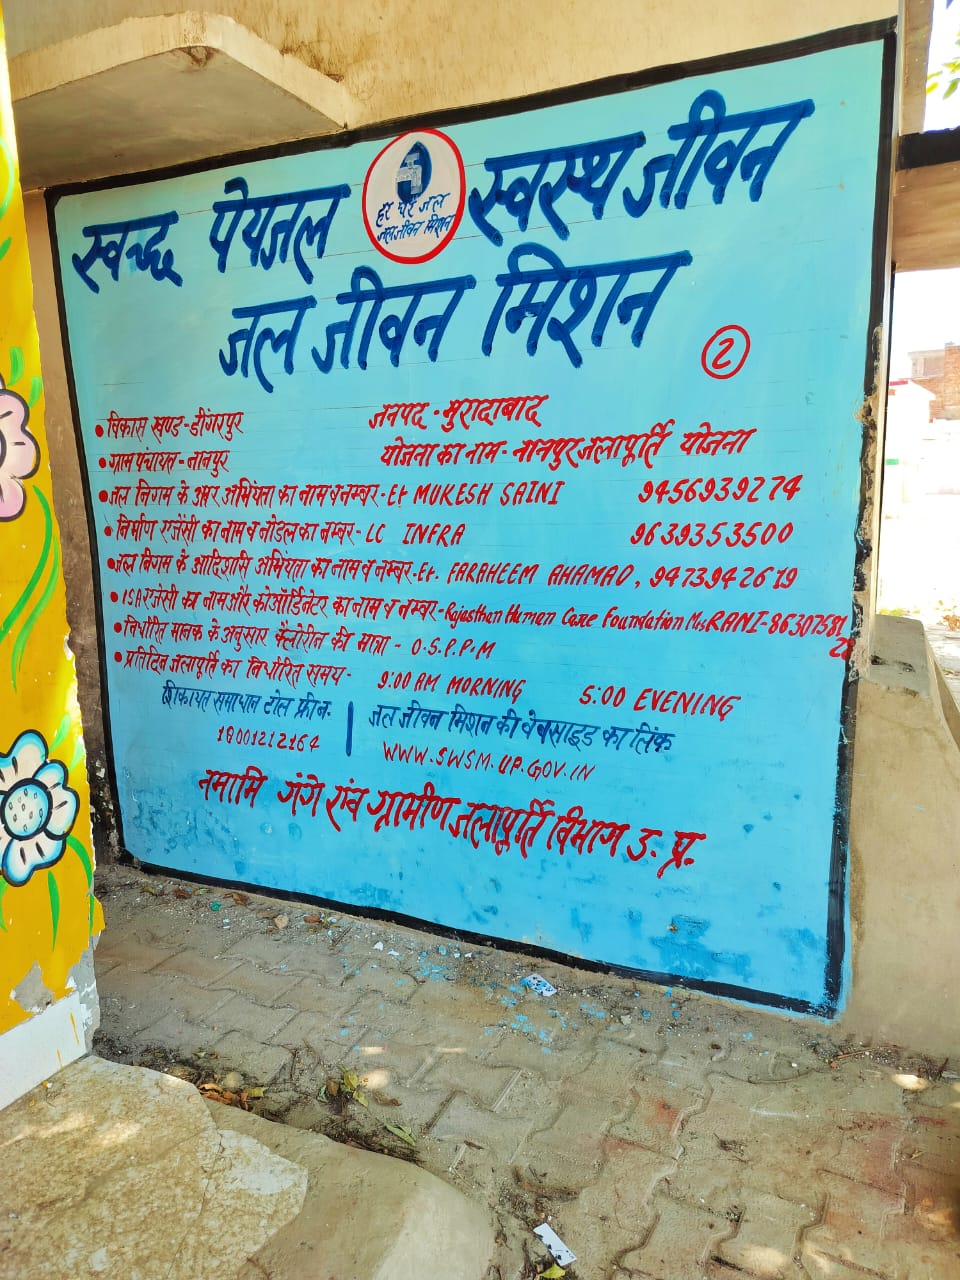 स्वच्छ पेयजल स्वस्थ जीवन
हर घर जल
जल जीवन मिशन
जल जीवन मिशन
2
• विकास खण्ड - डींगरपुर जनपद - मुरादाबाद
• ग्राम पंचायत - नानपुर योजना का नाम - नानपुर जलापूर्ति योजना
• जल निगम के अवर अभियंता का नाम व नम्बर - Er MUKESH SAINI 9456939274
• निर्माण एजेंसी का नाम व नोडल का नम्बर - LC INFRA 9639353500
• जल निगम के अभियंता का नाम व नम्बर - Er. FARAHEEM AHAMAD, 9473942619
• ISA एजेसी का नाम और कोऑर्डिनेटर का नाम व नम्बर - Rajasthan Human Care Foundation Ms RANI - 86307581
22
• निर्धारित मानक के अनुसार क्लोरीन की मात्रा - 0.5.P.P.M
• प्रतिदिन जलापूर्ति का निर्धारित समय - 9:00 AM MORNING 5:00 EVENING
शिकायत समाधान टोल फ्री न. जल जीवन मिशन की वेबसाइड का लिंक
18001212164 WWW.SWSM.UP.GOV.IN
नमामि गंगे एंव ग्रामीण जलापूर्ति विभाग उ. प्र.